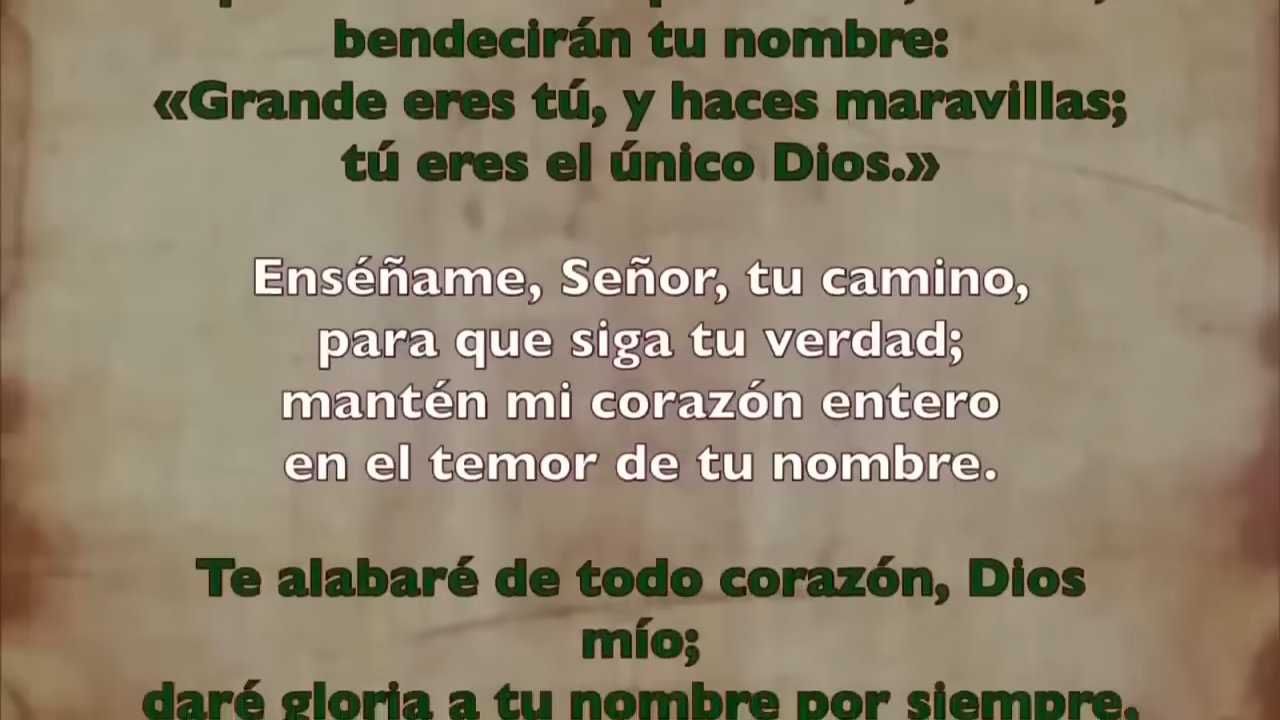 bendecirán tu nombre:
«Grande eres tú, y haces maravillas;
tú eres el único Dios.»
Enséñame, Señor, tu camino,
para que siga tu verdad;
mantén mi corazón entero
en el temor de tu nombre.
Te alabaré de todo corazón, Dios
mío;
daré gloria a tu nombre por siempre,